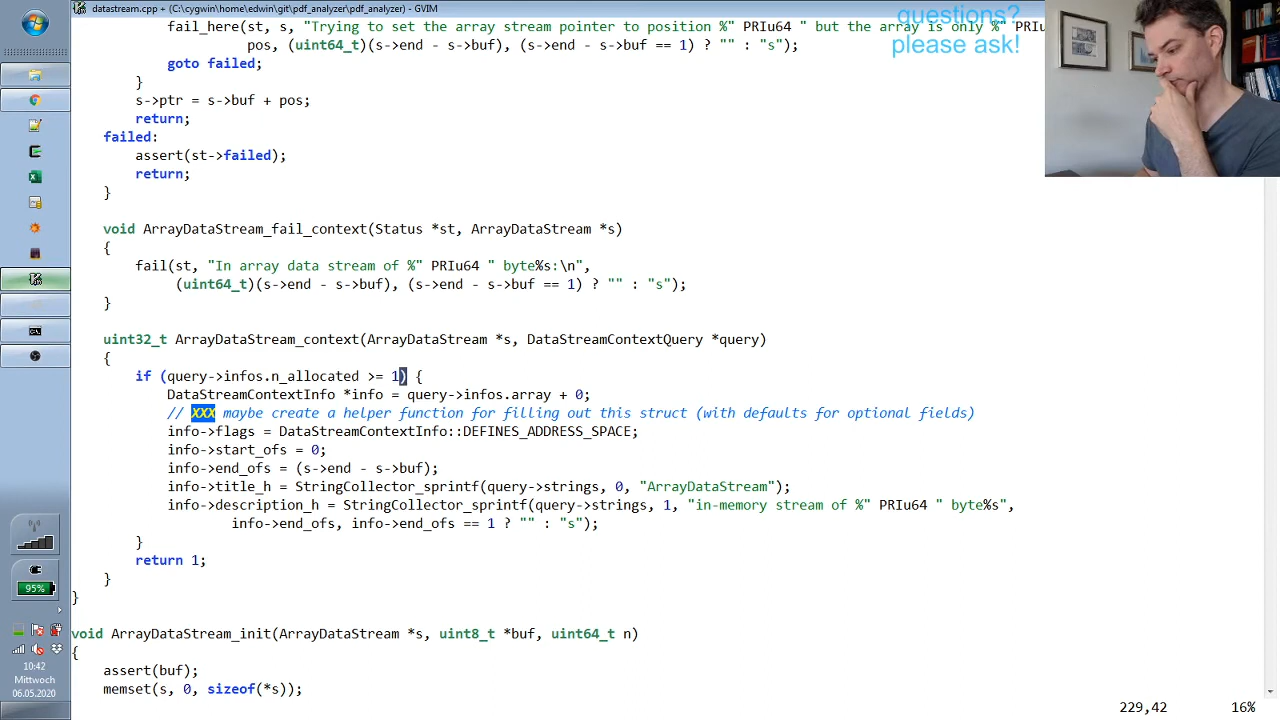 datastream.cpp + (C:\cygwin\home\edwin\git\pdf_analyzer\pdf_analyzer) - GVIM
questions?
please ask!
fail_here(st, s, "Trying to set the array stream pointer to position %" PRIu64 " but the array is only %" PRIu
pos, (uint64_t)(s->end - s->buf), (s->end - s->buf == 1) ? "" : "s");
goto failed;
}
s->ptr = s->buf + pos;
return;
failed:
assert(st->failed);
return;
}
void ArrayDataStream_fail_context(Status *st, ArrayDataStream *s)
{
fail(st, "In array data stream of %" PRIu64 " byte%s:\n",
(uint64_t)(s->end - s->buf), (s->end - s->buf == 1) ? "" : "s");
}
uint32_t ArrayDataStream_context(ArrayDataStream *s, DataStreamContextQuery *query)
{
if (query->infos.n_allocated >= 1) {
DataStreamContextInfo *info = query->infos.array + 0;
// XXX maybe create a helper function for filling out this struct (with defaults for optional fields)
info->flags = DataStreamContextInfo::DEFINES_ADDRESS_SPACE;
info->start_ofs = 0;
info->end_ofs = (s->end - s->buf);
info->title_h = StringCollector_sprintf(query->strings, 0, "ArrayDataStream");
info->description_h = StringCollector_sprintf(query->strings, 1, "in-memory stream of %" PRIu64 " byte%s",
info->end_ofs, info->end_ofs == 1 ? "" : "s");
}
return 1;
}
}
void ArrayDataStream_init(ArrayDataStream *s, uint8_t *buf, uint64_t n)
{
assert(buf);
memset(s, 0, sizeof(*s));
229,42 16%
95%
10:42
Mittwoch
06.05.2020